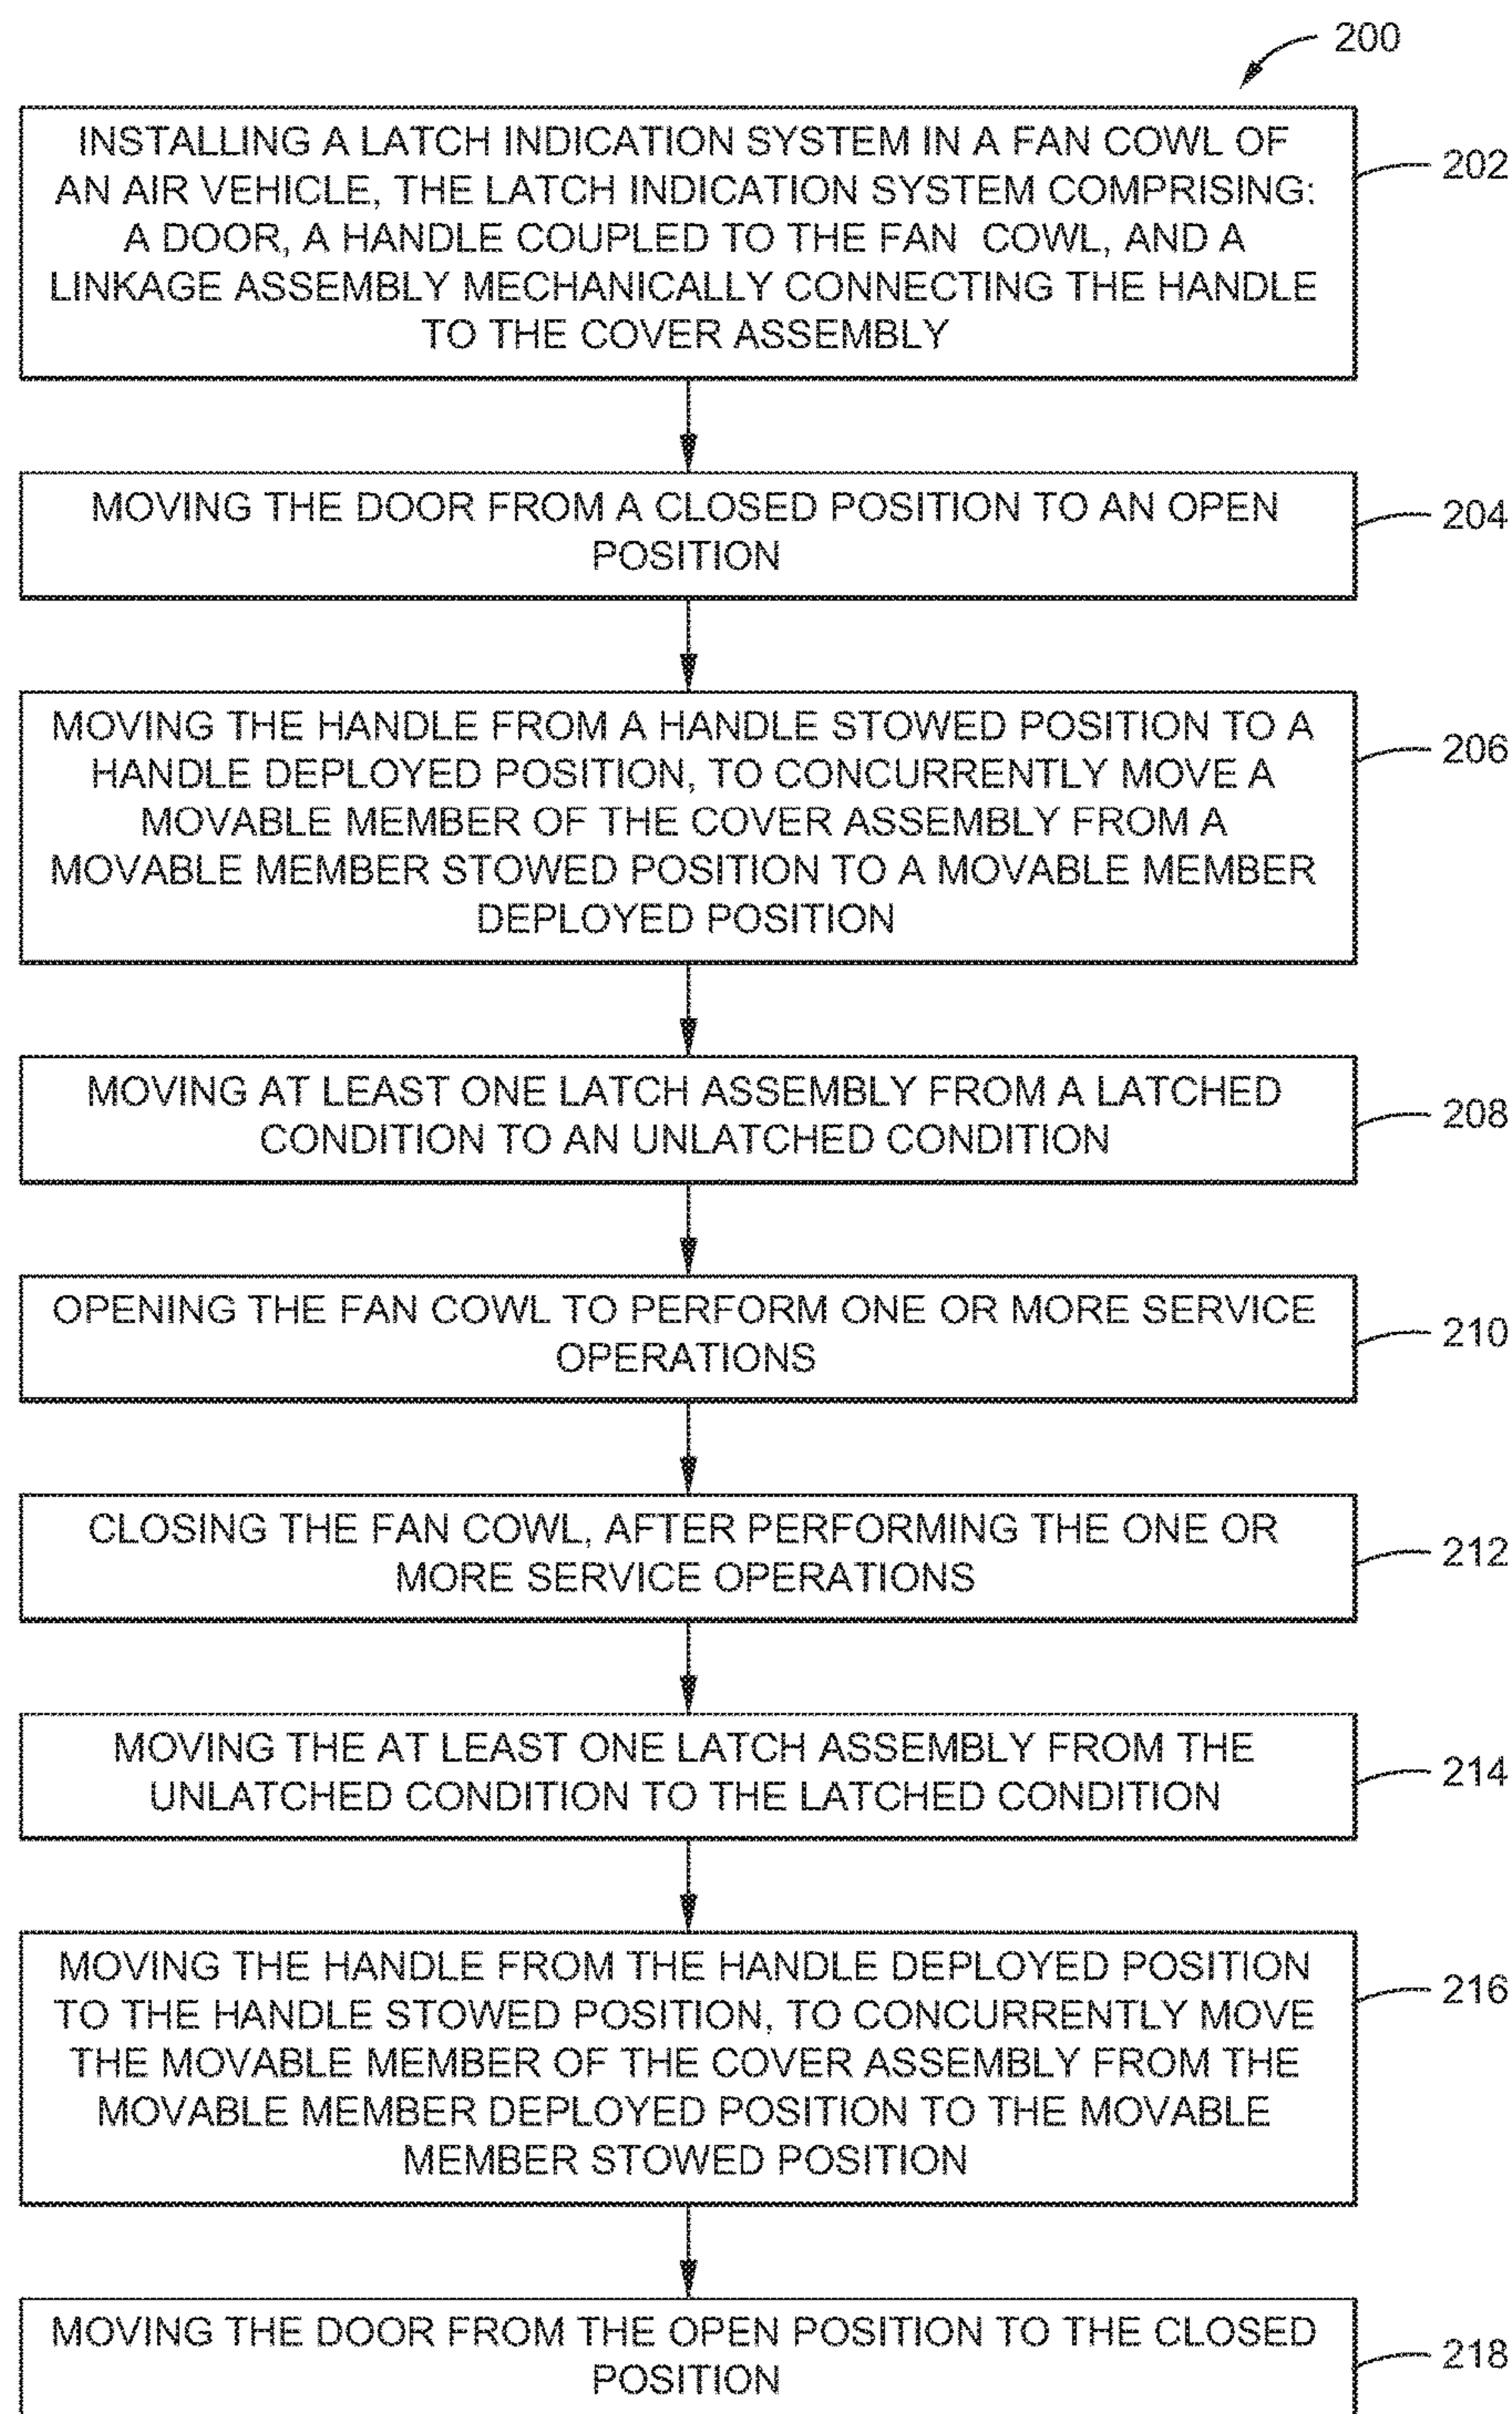 200
INSTALLING A LATCH INDICATION SYSTEM IN A FAN COWL OF
AN AIR VEHICLE, THE LATCH INDICATION SYSTEM COMPRISING:
A DOOR, A HANDLE COUPLED TO THE FAN COWL, AND A
LINKAGE ASSEMBLY MECHANICALLY CONNECTING THE HANDLE
TO THE COVER ASSEMBLY
202
MOVING THE DOOR FROM A CLOSED POSITION TO AN OPEN
POSITION
204
MOVING THE HANDLE FROM A HANDLE STOWED POSITION TO A
HANDLE DEPLOYED POSITION, TO CONCURRENTLY MOVE A
MOVABLE MEMBER OF THE COVER ASSEMBLY FROM A
MOVABLE MEMBER STOWED POSITION TO A MOVABLE MEMBER
DEPLOYED POSITION
206
MOVING AT LEAST ONE LATCH ASSEMBLY FROM A LATCHED
CONDITION TO AN UNLATCHED CONDITION
208
OPENING THE FAN COWL TO PERFORM ONE OR MORE SERVICE
OPERATIONS
210
CLOSING THE FAN COWL, AFTER PERFORMING THE ONE OR
MORE SERVICE OPERATIONS
212
MOVING THE AT LEAST ONE LATCH ASSEMBLY FROM THE
UNLATCHED CONDITION TO THE LATCHED CONDITION
214
MOVING THE HANDLE FROM THE HANDLE DEPLOYED POSITION
TO THE HANDLE STOWED POSITION, TO CONCURRENTLY MOVE
THE MOVABLE MEMBER OF THE COVER ASSEMBLY FROM THE
MOVABLE MEMBER DEPLOYED POSITION TO THE MOVABLE
MEMBER STOWED POSITION
216
MOVING THE DOOR FROM THE OPEN POSITION TO THE CLOSED
POSITION
218